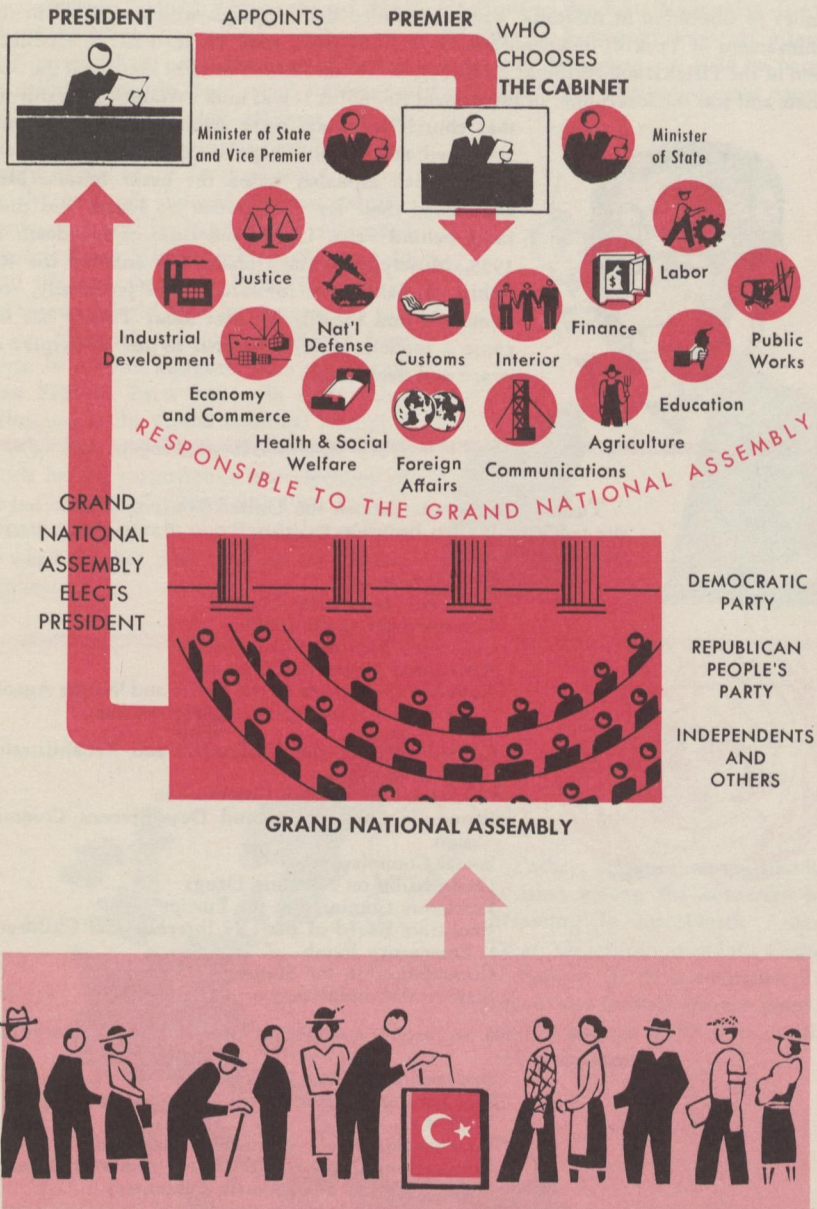 PRESIDENT
APPOINTS
PREMIER
WHO
CHOOSES
THE CABINET
Minister of State
and Vice Premier
Minister
of State
Justice
Labor
Industrial
Development
Nat'l
Defense
Customs
Interior
Finance
Public
Works
Economy
and Commerce
Education
Health & Social
Welfare
Foreign
Affairs
Communications
Agriculture
RESPONSIBLE TO THE GRAND NATIONAL ASSEMBLY
GRAND
NATIONAL
ASSEMBLY
ELECTS
PRESIDENT
DEMOCRATIC
PARTY
REPUBLICAN
PEOPLE'S
PARTY
INDEPENDENTS
AND
OTHERS
GRAND NATIONAL ASSEMBLY